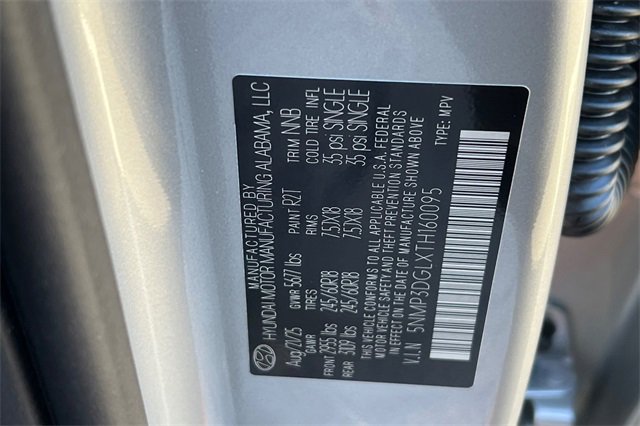 MANUFACTURED BY
HYUNDAI MOTOR MANUFACTURING ALABAMA, LLC
Aug/21/25 GVWR 5677 lbs PAINT R2T TRIM NNB
GAWR TIRES RIMS COLD TIRE INFL
FRONT 2955 lbs 245/60R18 7.5JX18 35 psi SINGLE
REAR 3109 lbs 245/60R18 7.5JX18 35 psi SINGLE
THIS VEHICLE CONFORMS TO ALL APPLICABLE U.S.A. FEDERAL
MOTOR VEHICLE SAFETY AND THEFT PREVENTION STANDARDS
IN EFFECT ON THE DATE OF MANUFACTURE SHOWN ABOVE
V.I.N 5NMP3DGLXTH160095 TYPE: MPV